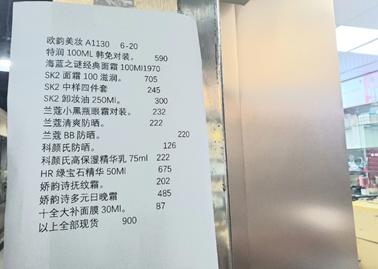 欧韵美妆 A1130 6-20
特润 100ML 韩免对装。 590
海蓝之谜经典面霜 100Ml1970
SK2 面霜 100 滋润。 705
SK2 中样四件套 245
SK2 卸妆油 250Ml。 300
兰蔻小黑瓶眼霜对装。 232
兰蔻清爽防晒。 222
兰蔻 BB 防晒。 220
科颜氏防晒。 126
科颜氏高保湿精华乳 75ml 222
HR 绿宝石精华 50Ml 675
娇韵诗抚纹霜。 202
娇韵诗多元日晚霜 485
十全大补面膜 30Ml。 87
以上全部现货 900